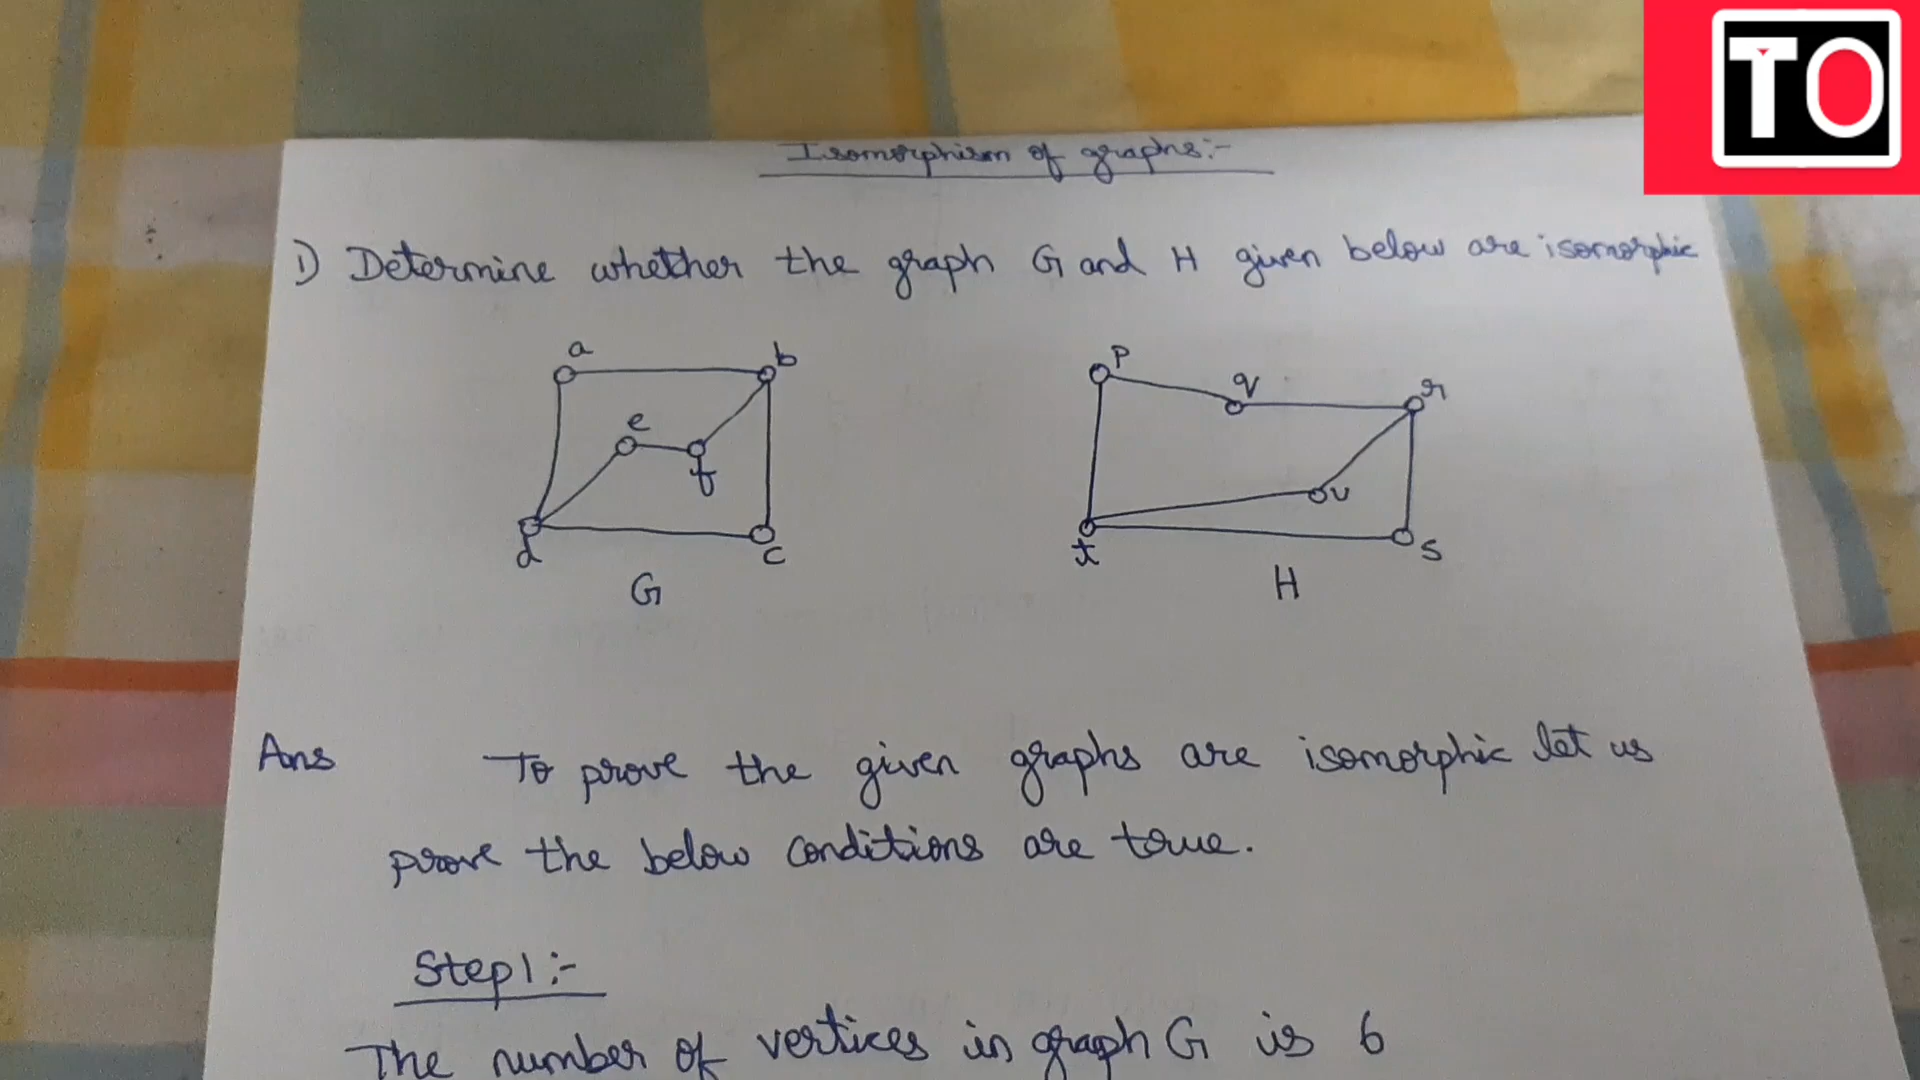 TO
Isomorphism of graphs:-
1) Determine whether the graph G and H given below are isomorphic
a b
e
f
d c
G
p
q r
u
t s
H
Ans To prove the given graphs are isomorphic let us
prove the below conditions are true.
Step1:-
The number of vertices in graph G is 6